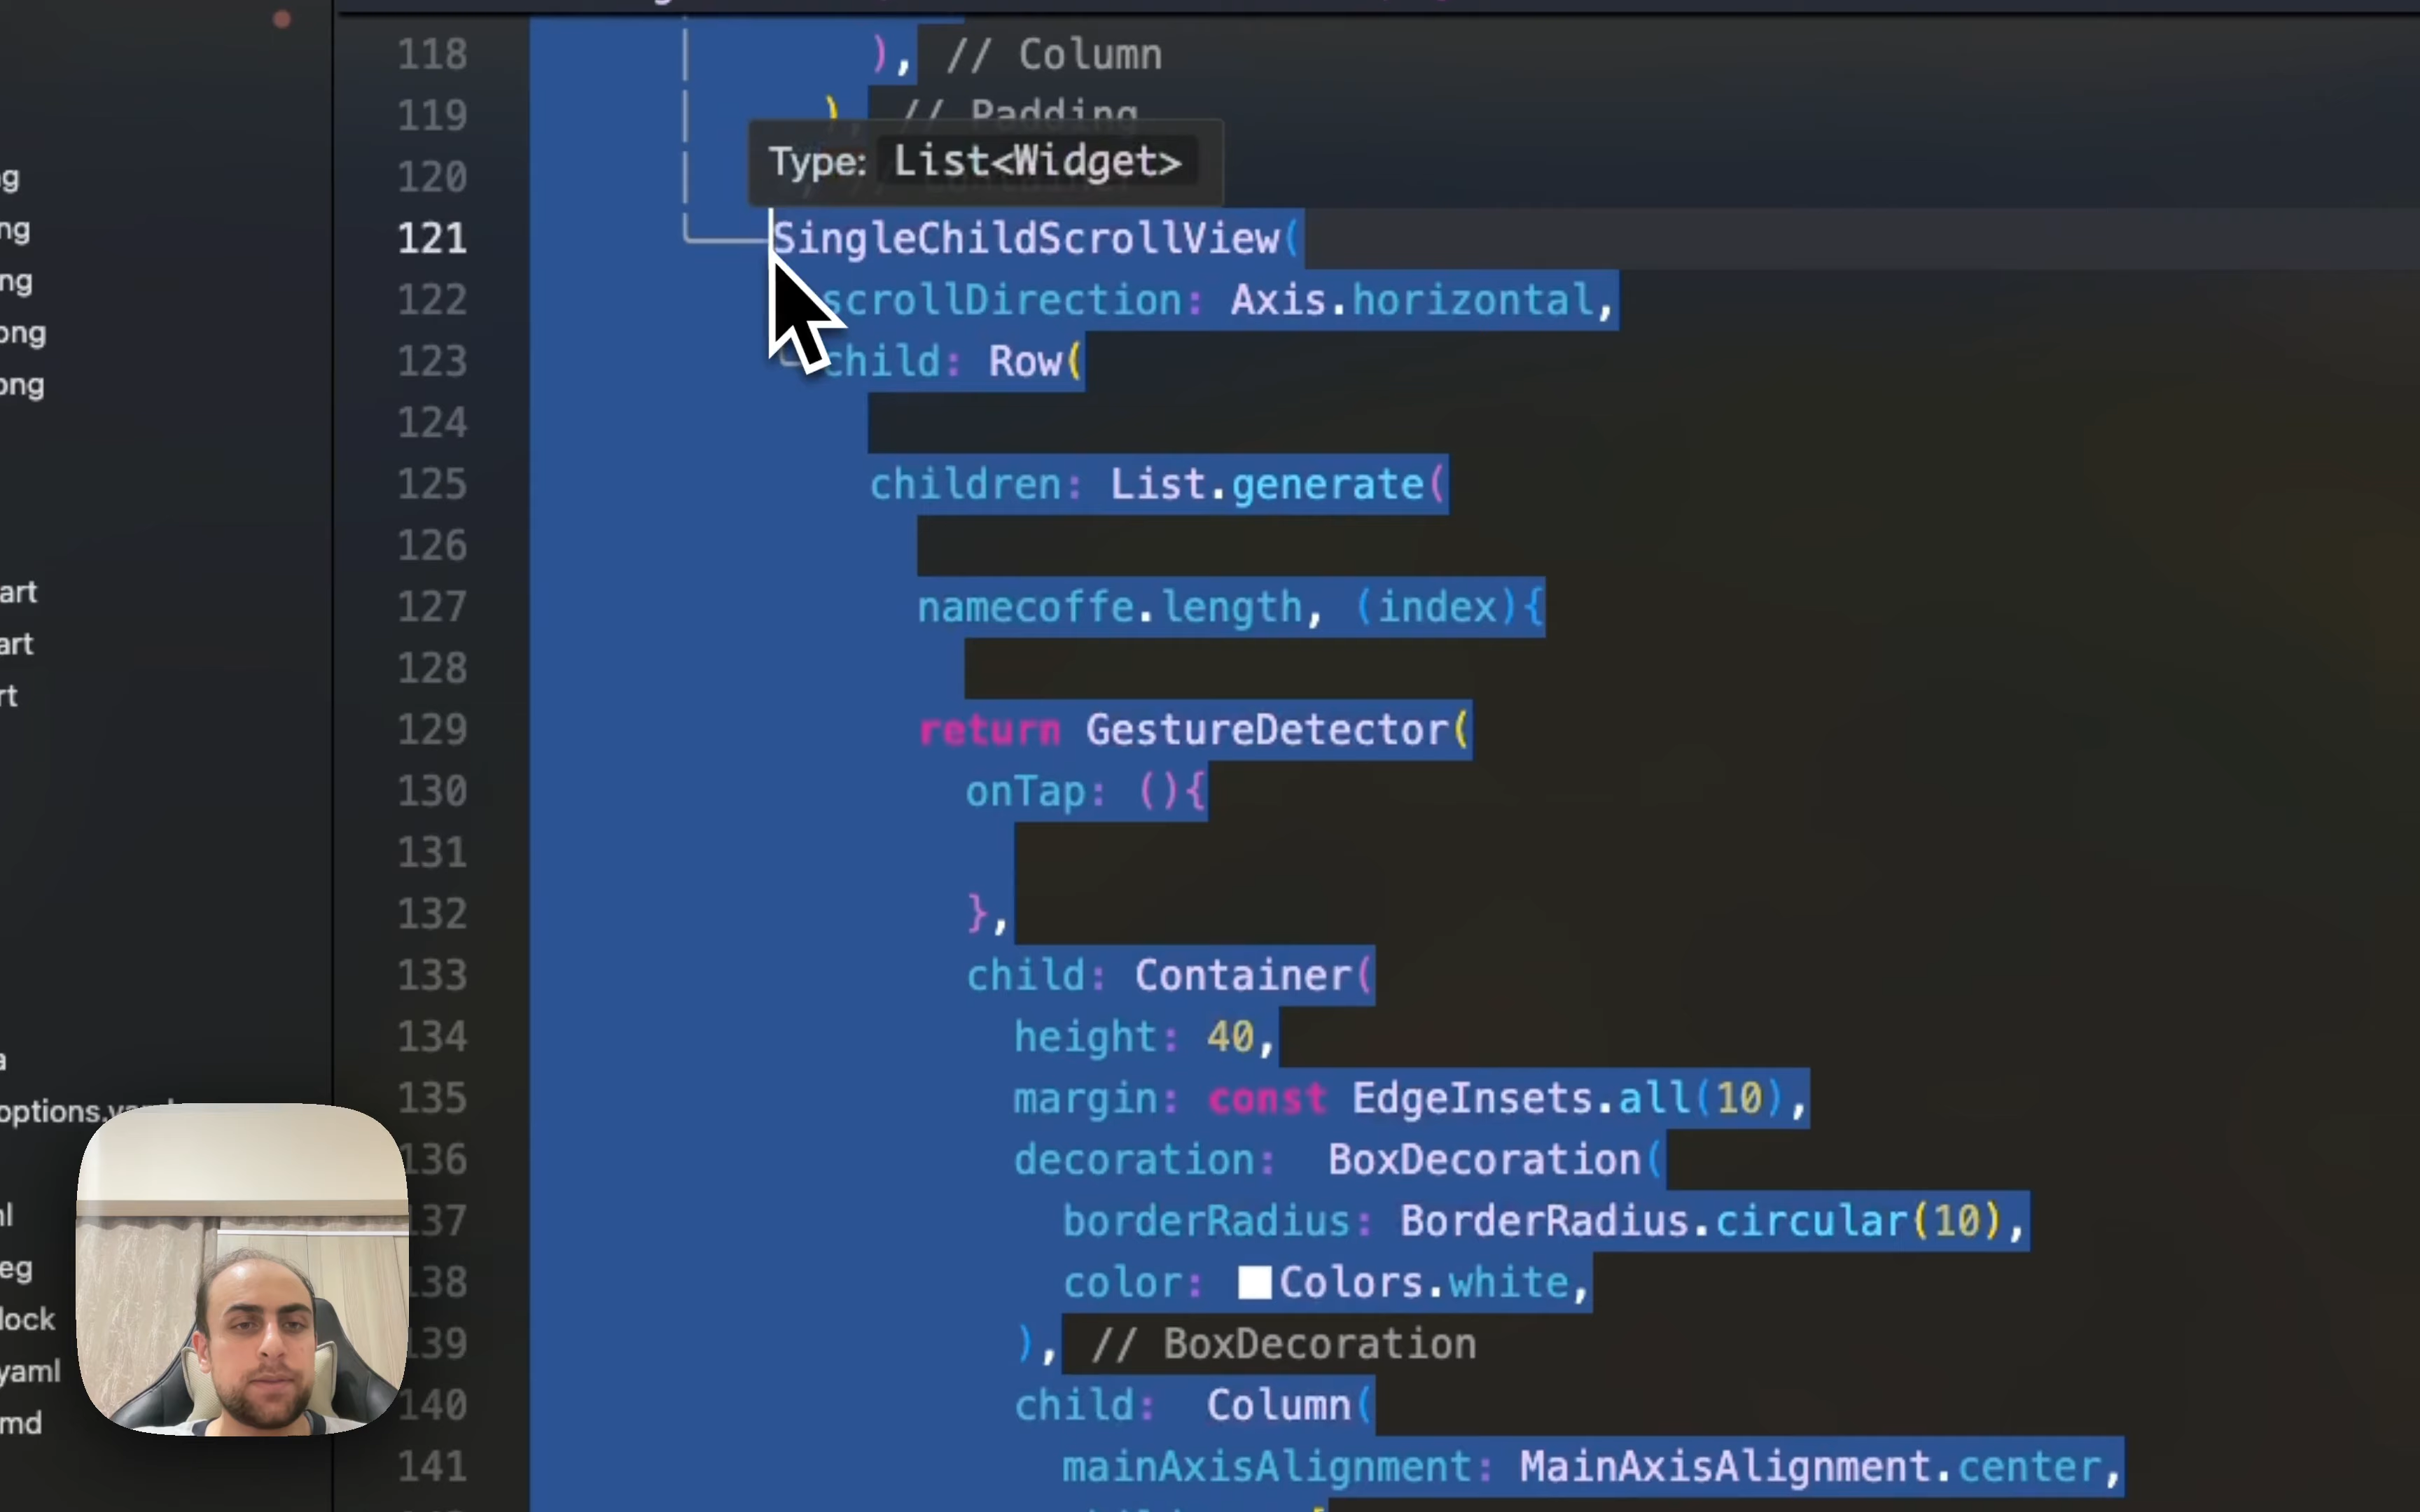 118 ), // Column
119 ), // Padding
Type: List<Widget>
120
121 SingleChildScrollView(
122 scrollDirection: Axis.horizontal,
123 child: Row(
124
125 children: List.generate(
126
127 namecoffe.length, (index){
128
129 return GestureDetector(
130 onTap: (){
131
132 },
133 child: Container(
134 height: 40,
135 margin: const EdgeInsets.all(10),
136 decoration: BoxDecoration(
137 borderRadius: BorderRadius.circular(10),
138 color: Colors.white,
139 ), // BoxDecoration
140 child: Column(
141 mainAxisAlignment: MainAxisAlignment.center,
ng
ng
ong
ong
art
art
rt
options.
eg
lock
yaml
md